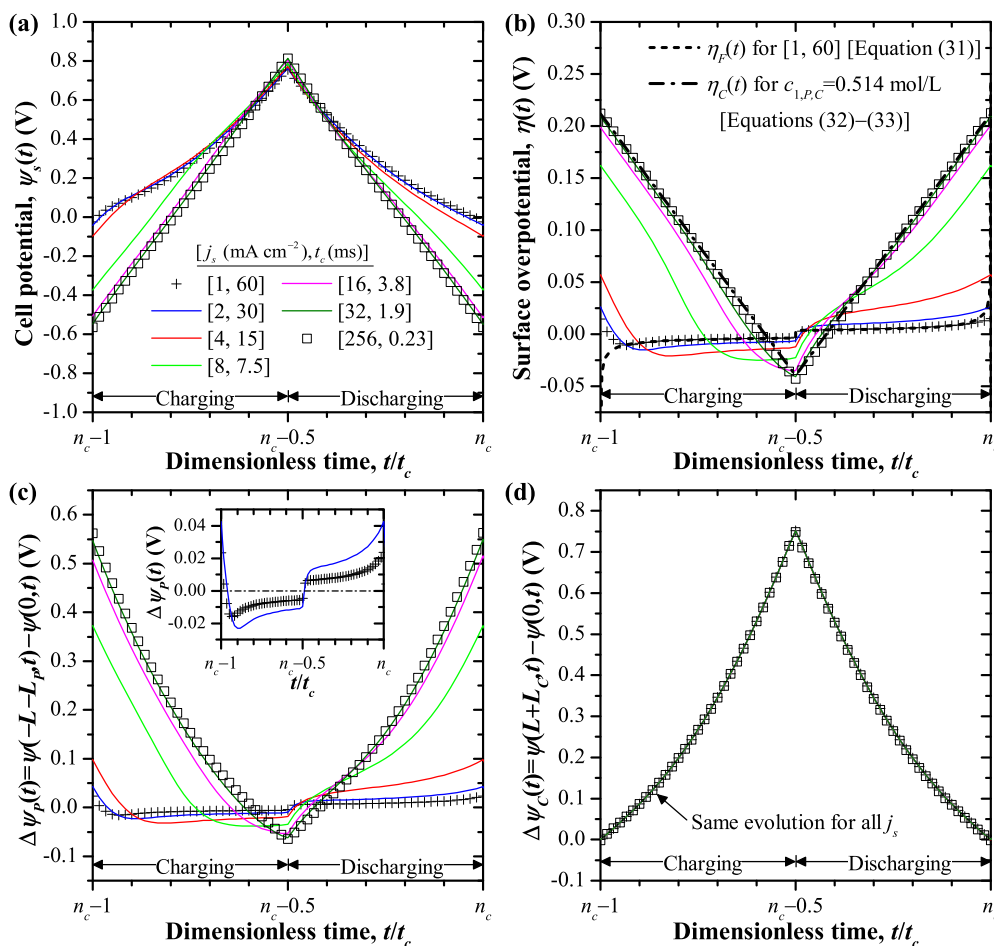 (a)
Cell potential, ψs(t) (V)
1.0
0.8
0.6
0.4
0.2
0.0
-0.2
-0.4
-0.6
-0.8
-1.0
[js (mA cm⁻²), tc (ms)]
[1, 60]
[16, 3.8]
[2, 30]
[32, 1.9]
[4, 15]
[256, 0.23]
[8, 7.5]
Charging
Discharging
nc−1
nc−0.5
nc
Dimensionless time, t/tc
(b)
Surface overpotential, η(t) (V)
0.30
0.25
0.20
0.15
0.10
0.05
0.00
-0.05
ηF(t) for [1, 60] [Equation (31)]
ηC(t) for c1,P,C=0.514 mol/L
[Equations (32)−(33)]
Charging
Discharging
nc−1
nc−0.5
nc
Dimensionless time, t/tc
(c)
ΔψP(t)=ψ(-L-LP,t)-ψ(0,t) (V)
0.6
0.5
0.4
0.3
0.2
0.1
0.0
-0.1
ΔψP(t) (V)
0.04
0.02
0.00
-0.02
nc−1
nc−0.5
nc
t/tc
Charging
Discharging
nc−1
nc−0.5
nc
Dimensionless time, t/tc
(d)
ΔψC(t)=ψ(L+LC,t)-ψ(0,t) (V)
0.8
0.7
0.6
0.5
0.4
0.3
0.2
0.1
0.0
-0.1
Same evolution for all js
Charging
Discharging
nc−1
nc−0.5
nc
Dimensionless time, t/tc